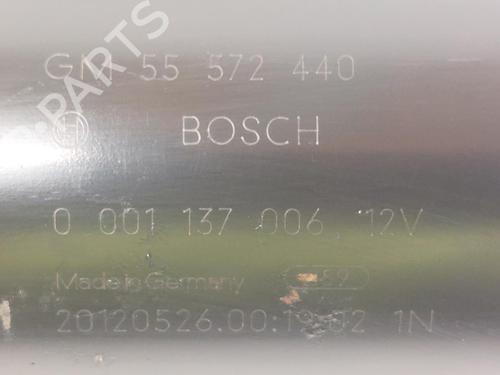 GM 55 572 440
BOSCH
0 001 137 006 12V
Made in Germany
20120526.00:19:02 1N